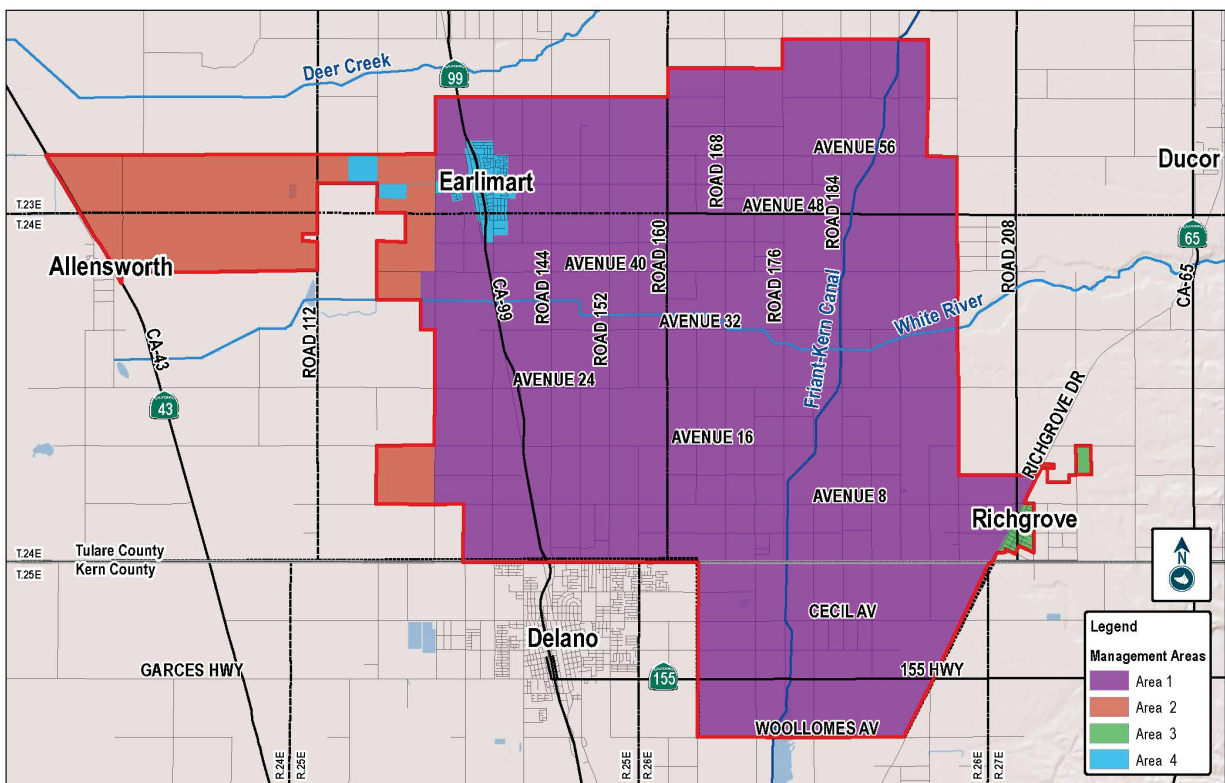 Deer Creek
CALIFORNIA
99
ROAD 168
AVENUE 56
Ducor
Earlimart
ROAD 184
T.23E
T.24E
AVENUE 48
ROAD 208
CALIFORNIA
65
Allensworth
ROAD 160
AVENUE 40
ROAD 144
ROAD 176
CA-99
CA-65
White River
ROAD 112
CA-43
ROAD 152
AVENUE 32
Friant-Kern Canal
AVENUE 24
CALIFORNIA
43
RICHGROVE DR
AVENUE 16
AVENUE 8
Richgrove
Tulare County
Kern County
T.24E
T.25E
N
CECIL AV
Delano
GARCES HWY
CALIFORNIA
155
155 HWY
WOOLLOMES AV
R.24E
R.25E
R.25E
R.26E
R.26E
R.27E
Legend
Management Areas
Area 1
Area 2
Area 3
Area 4